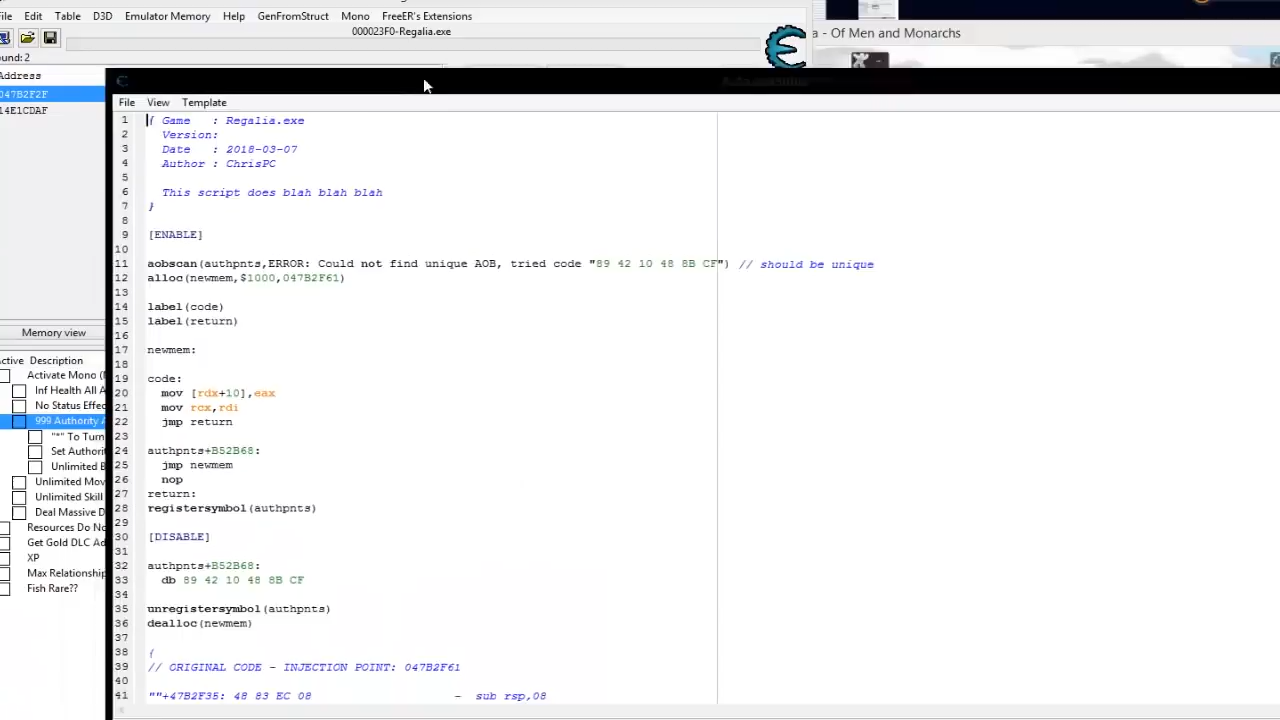 File Edit Table D3D Emulator Memory Help GenFromStruct Mono FreeER's Extensions
000023F0-Regalia.exe
- Of Men and Monarchs
ound:2
Address
047B2F2F
14E1CDAF
File View Template
1 { Game : Regalia.exe
2 Version:
3 Date : 2018-03-07
4 Author : ChrisPC
5
6 This script does blah blah blah
7 }
8
9 [ENABLE]
10
11 aobscan(authpnts,ERROR: Could not find unique AOB, tried code "89 42 10 48 8B CF") // should be unique
12 alloc(newmem,$1000,047B2F61)
13
14 label(code)
15 label(return)
16
17 newmem:
18
19 code:
20 mov [rdx+10],eax
21 mov rcx,rdi
22 jmp return
23
24 authpnts+B52B68:
25 jmp newmem
26 nop
27 return:
28 registersymbol(authpnts)
29
30 [DISABLE]
31
32 authpnts+B52B68:
33 db 89 42 10 48 8B CF
34
35 unregistersymbol(authpnts)
36 dealloc(newmem)
37
38 {
39 // ORIGINAL CODE - INJECTION POINT: 047B2F61
40
41 ""+47B2F35: 48 83 EC 08 - sub rsp,08
Memory view
ctive Description
Activate Mono (
Inf Health All A
No Status Effec
999 Authority A
"*" To Turn
Set Authori
Unlimited B
Unlimited Mov
Unlimited Skil
Deal Massive D
Resources Do No
Get Gold DLC Ad
XP
Max Relationship
Fish Rare??